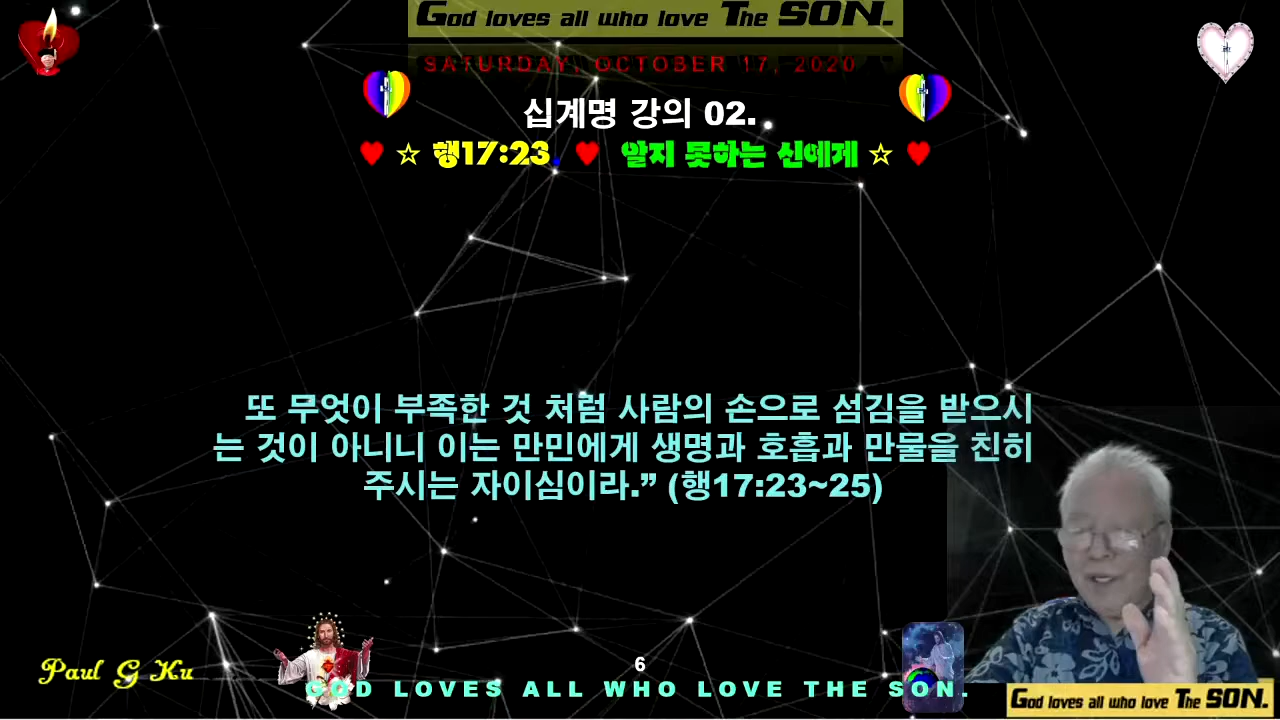 God loves all who love The SON.
SATURDAY, OCTOBER 17, 2020
십계명 강의 02.
♥ ☆ 행17:23. ♥ 알지 못하는 신에게 ☆ ♥
또 무엇이 부족한 것 처럼 사람의 손으로 섬김을 받으시
는 것이 아니니 이는 만민에게 생명과 호흡과 만물을 친히
주시는 자이심이라.” (행17:23~25)
Paul G Ku
6
GOD LOVES ALL WHO LOVE THE SON.
God loves all who love The SON.